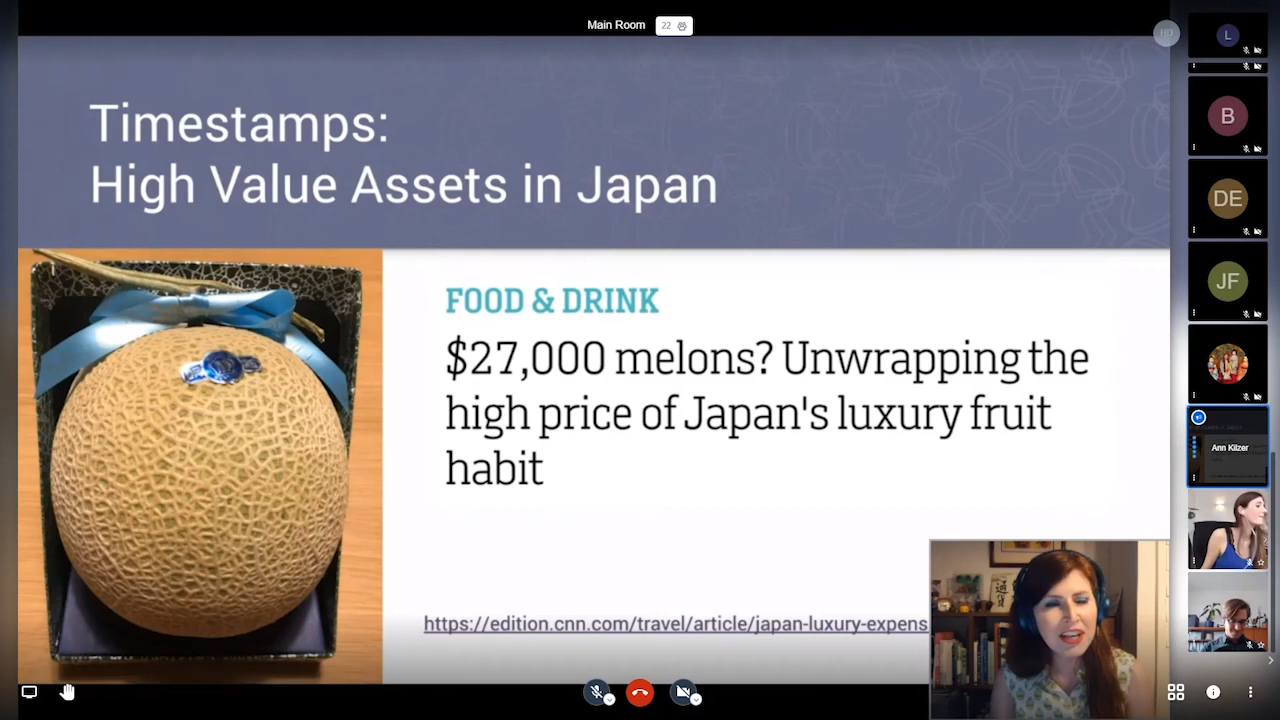 Main Room 22
HD
Timestamps:
High Value Assets in Japan
FOOD & DRINK
$27,000 melons? Unwrapping the
high price of Japan's luxury fruit
habit
https://edition.cnn.com/travel/article/japan-luxury-expens
L
B
DE
JF
Ann Kilzer